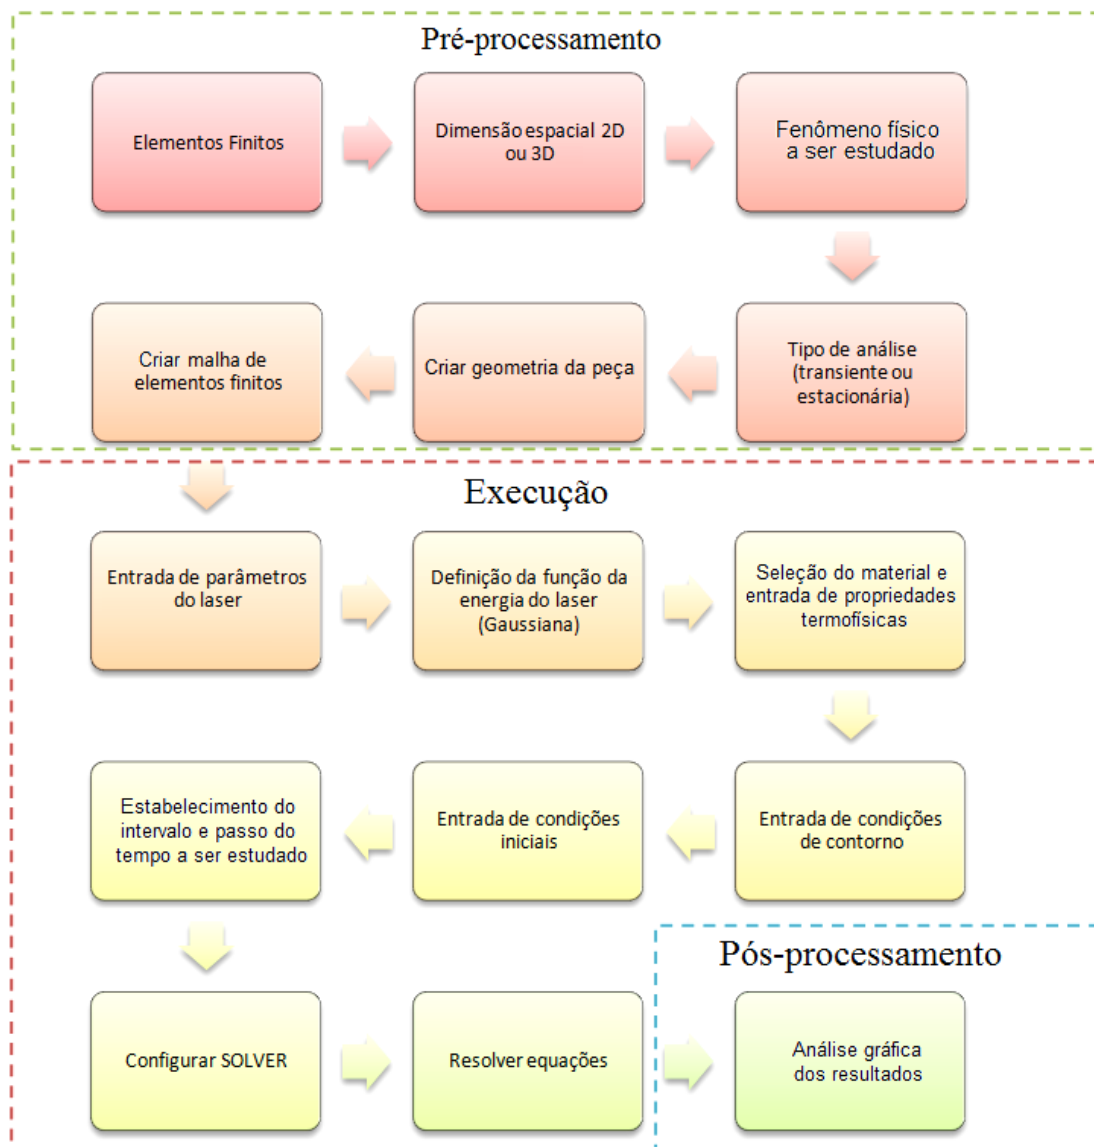 Pré-processamento
Elementos Finitos
Dimensão espacial 2D
ou 3D
Fenômeno físico
a ser estudado
Tipo de análise
(transiente ou
estacionária)
Criar geometria da peça
Criar malha de
elementos finitos
Execução
Entrada de parâmetros
do laser
Definição da função da
energia do laser
(Gaussiana)
Seleção do material e
entrada de propriedades
termofísicas
Entrada de condições
de contorno
Entrada de condições
iniciais
Estabelecimento do
intervalo e passo do
tempo a ser estudado
Configurar SOLVER
Resolver equações
Pós-processamento
Análise gráfica
dos resultados